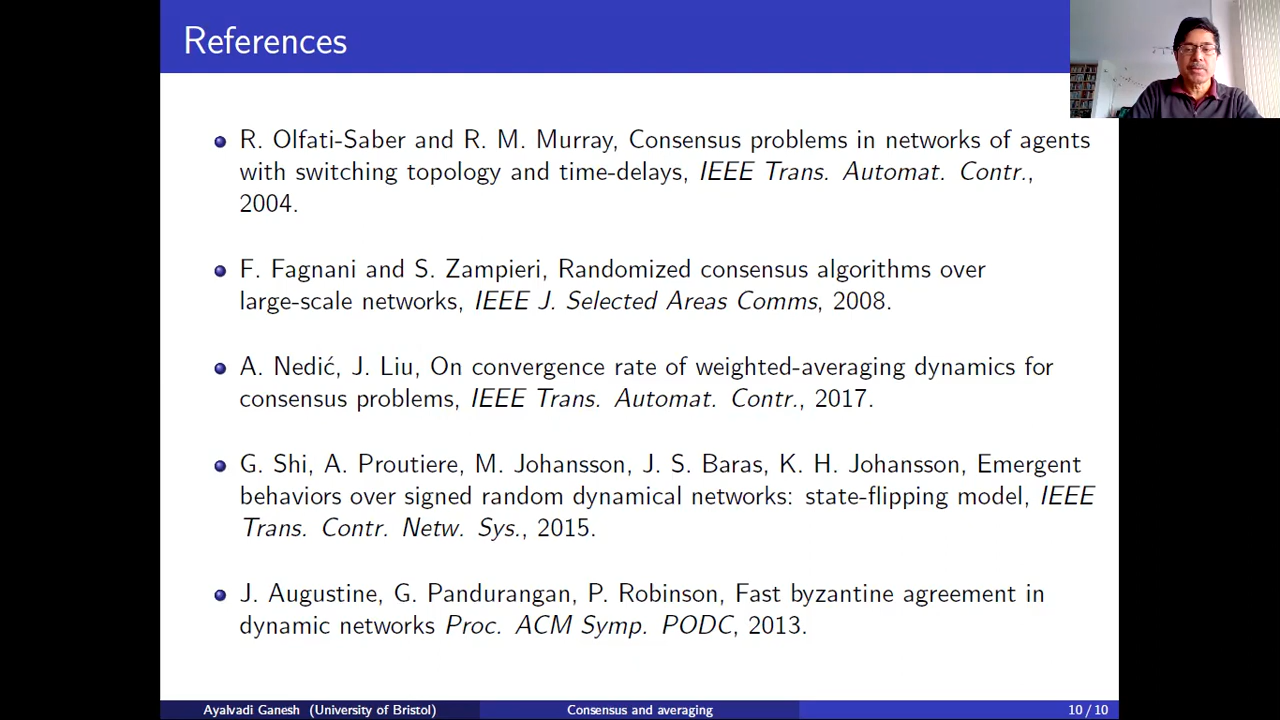 References
R. Olfati-Saber and R. M. Murray, Consensus problems in networks of agents
with switching topology and time-delays, IEEE Trans. Automat. Contr.,
2004.
F. Fagnani and S. Zampieri, Randomized consensus algorithms over
large-scale networks, IEEE J. Selected Areas Comms, 2008.
A. Nedić, J. Liu, On convergence rate of weighted-averaging dynamics for
consensus problems, IEEE Trans. Automat. Contr., 2017.
G. Shi, A. Proutiere, M. Johansson, J. S. Baras, K. H. Johansson, Emergent
behaviors over signed random dynamical networks: state-flipping model, IEEE
Trans. Contr. Netw. Sys., 2015.
J. Augustine, G. Pandurangan, P. Robinson, Fast byzantine agreement in
dynamic networks Proc. ACM Symp. PODC, 2013.
Ayalvadi Ganesh (University of Bristol) Consensus and averaging 10 / 10